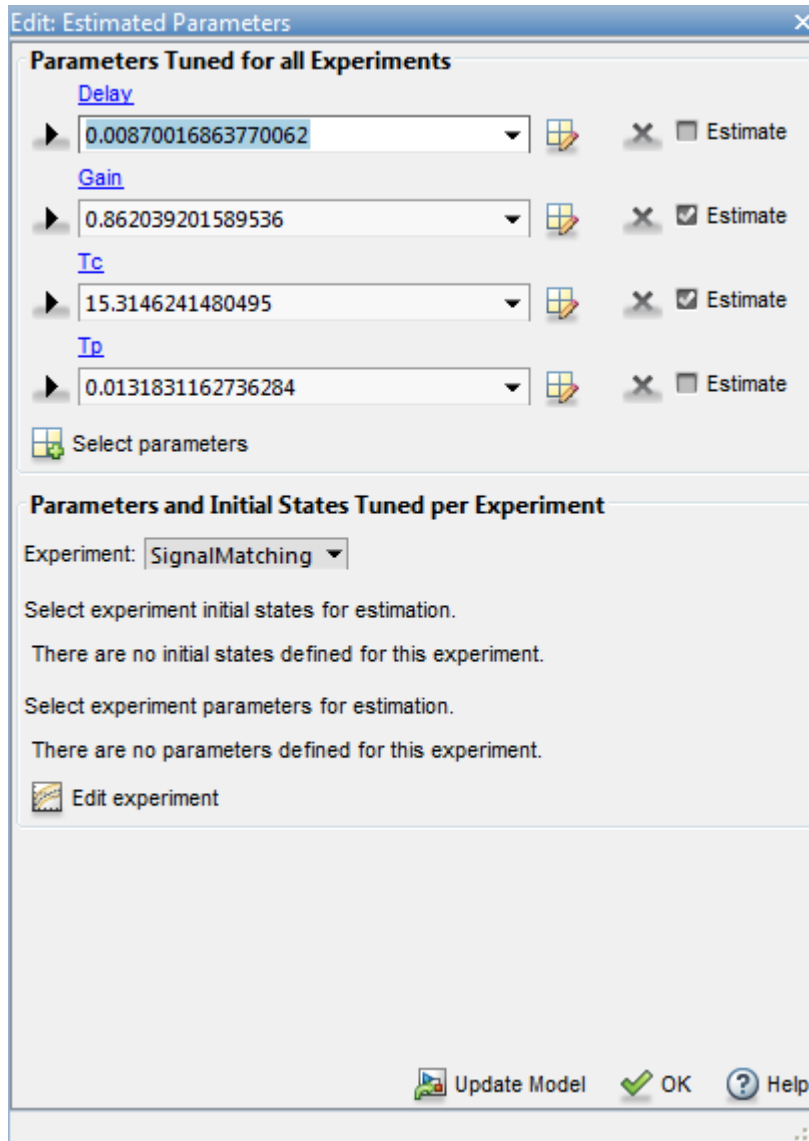 Edit: Estimated Parameters
Parameters Tuned for all Experiments
Delay
0.00870016863770062 Estimate
Gain
0.862039201589536 Estimate
Tc
15.3146241480495 Estimate
Tp
0.0131831162736284 Estimate
Select parameters
Parameters and Initial States Tuned per Experiment
Experiment: SignalMatching
Select experiment initial states for estimation.
There are no initial states defined for this experiment.
Select experiment parameters for estimation.
There are no parameters defined for this experiment.
Edit experiment
Update Model OK Help